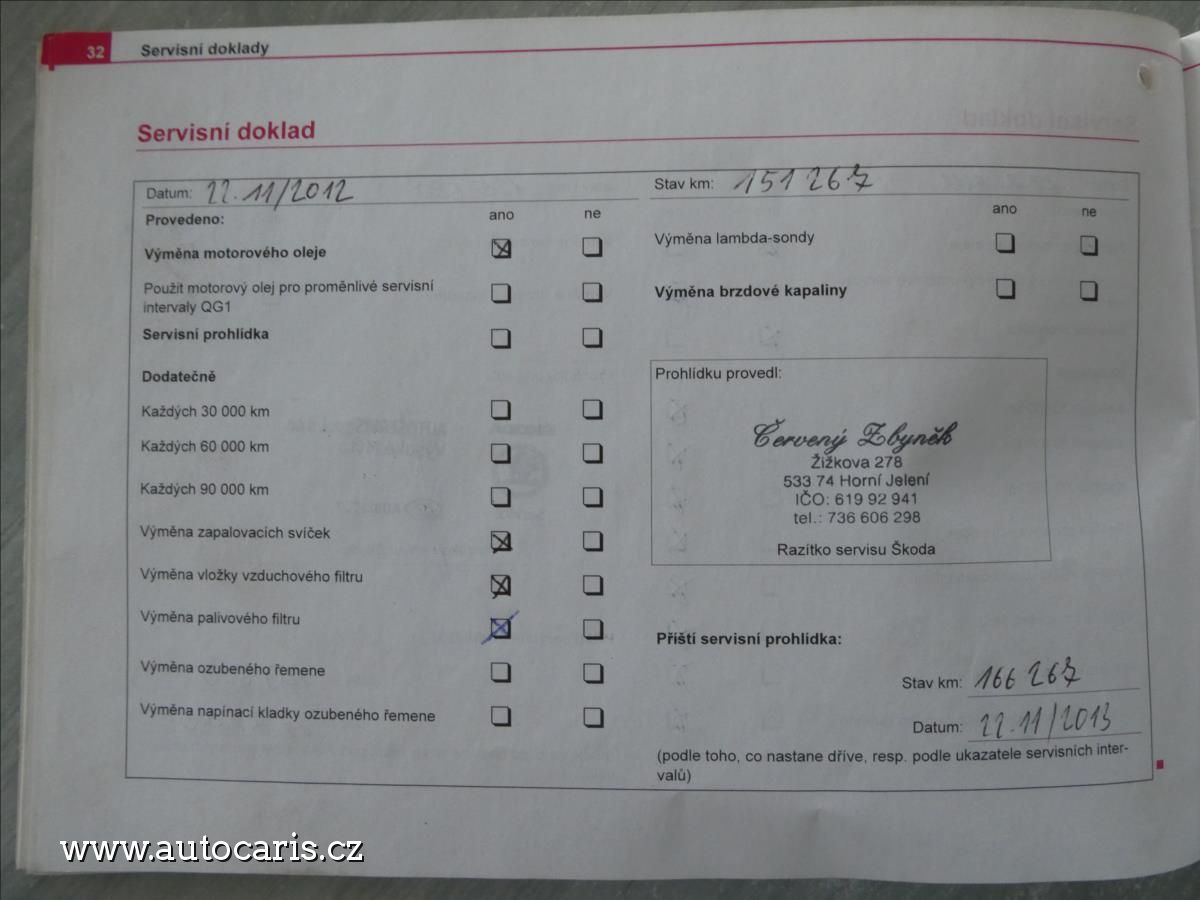 32 Servisní doklady
Servisní doklad
Datum: 22.11/2012
Stav km: 151 267
Provedeno: ano ne
ano ne
Výměna motorového oleje
Výměna lambda-sondy
Použit motorový olej pro proměnlivé servisní
intervaly QG1
Výměna brzdové kapaliny
Servisní prohlídka
Dodatečně
Každých 30 000 km
Každých 60 000 km
Každých 90 000 km
Výměna zapalovacích svíček
Výměna vložky vzduchového filtru
Výměna palivového filtru
Výměna ozubeného řemene
Výměna napínací kladky ozubeného řemene
Prohlídku provedl:
Červený Zbyněk
Žižkova 278
533 74 Horní Jelení
IČO: 619 92 941
tel.: 736 606 298
Razítko servisu Škoda
Příští servisní prohlídka:
Stav km: 166 267
Datum: 22.11/2013
(podle toho, co nastane dříve, resp. podle ukazatele servisních inter-
valů)
www.autocaris.cz